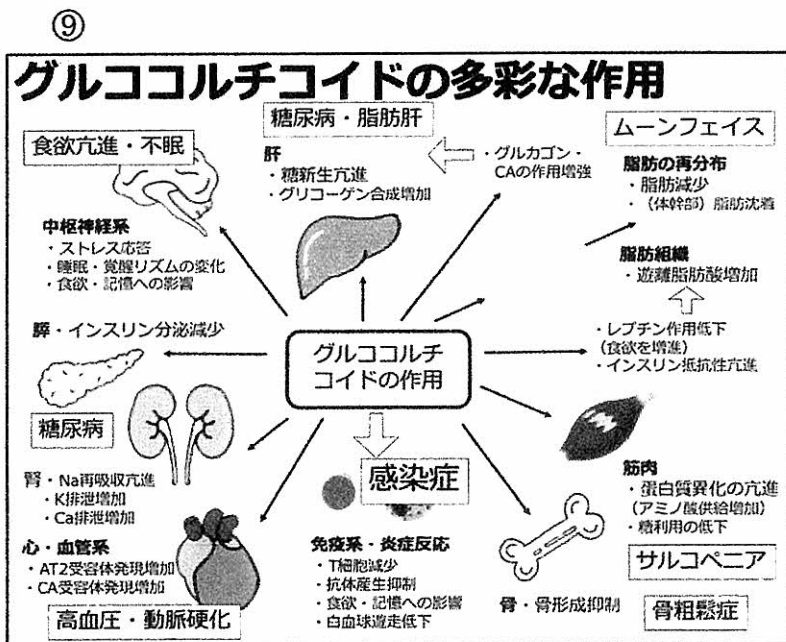 ⑨
グルココルチコイドの多彩な作用
食欲亢進・不眠
中枢神経系
・ストレス応答
・睡眠・覚醒リズムの変化
・食欲・記憶への影響
糖尿病・脂肪肝
肝
・糖新生亢進
・グリコーゲン合成増加
・グルカゴン・
CAの作用増強
ムーンフェイス
脂肪の再分布
・脂肪減少
・(体幹部)脂肪沈着
脂肪組織
・遊離脂肪酸増加
・レプチン作用低下
(食欲を増進)
・インスリン抵抗性亢進
膵・インスリン分泌減少
糖尿病
グルココルチ
コイドの作用
腎・Na再吸収亢進
・K排泄増加
・Ca排泄増加
心・血管系
・AT2受容体発現増加
・CA受容体発現増加
高血圧・動脈硬化
感染症
免疫系・炎症反応
・T細胞減少
・抗体産生抑制
・食欲・記憶への影響
・白血球遊走低下
筋肉
・蛋白質異化の亢進
(アミノ酸供給増加)
・糖利用の低下
サルコペニア
骨・骨形成抑制
骨粗鬆症